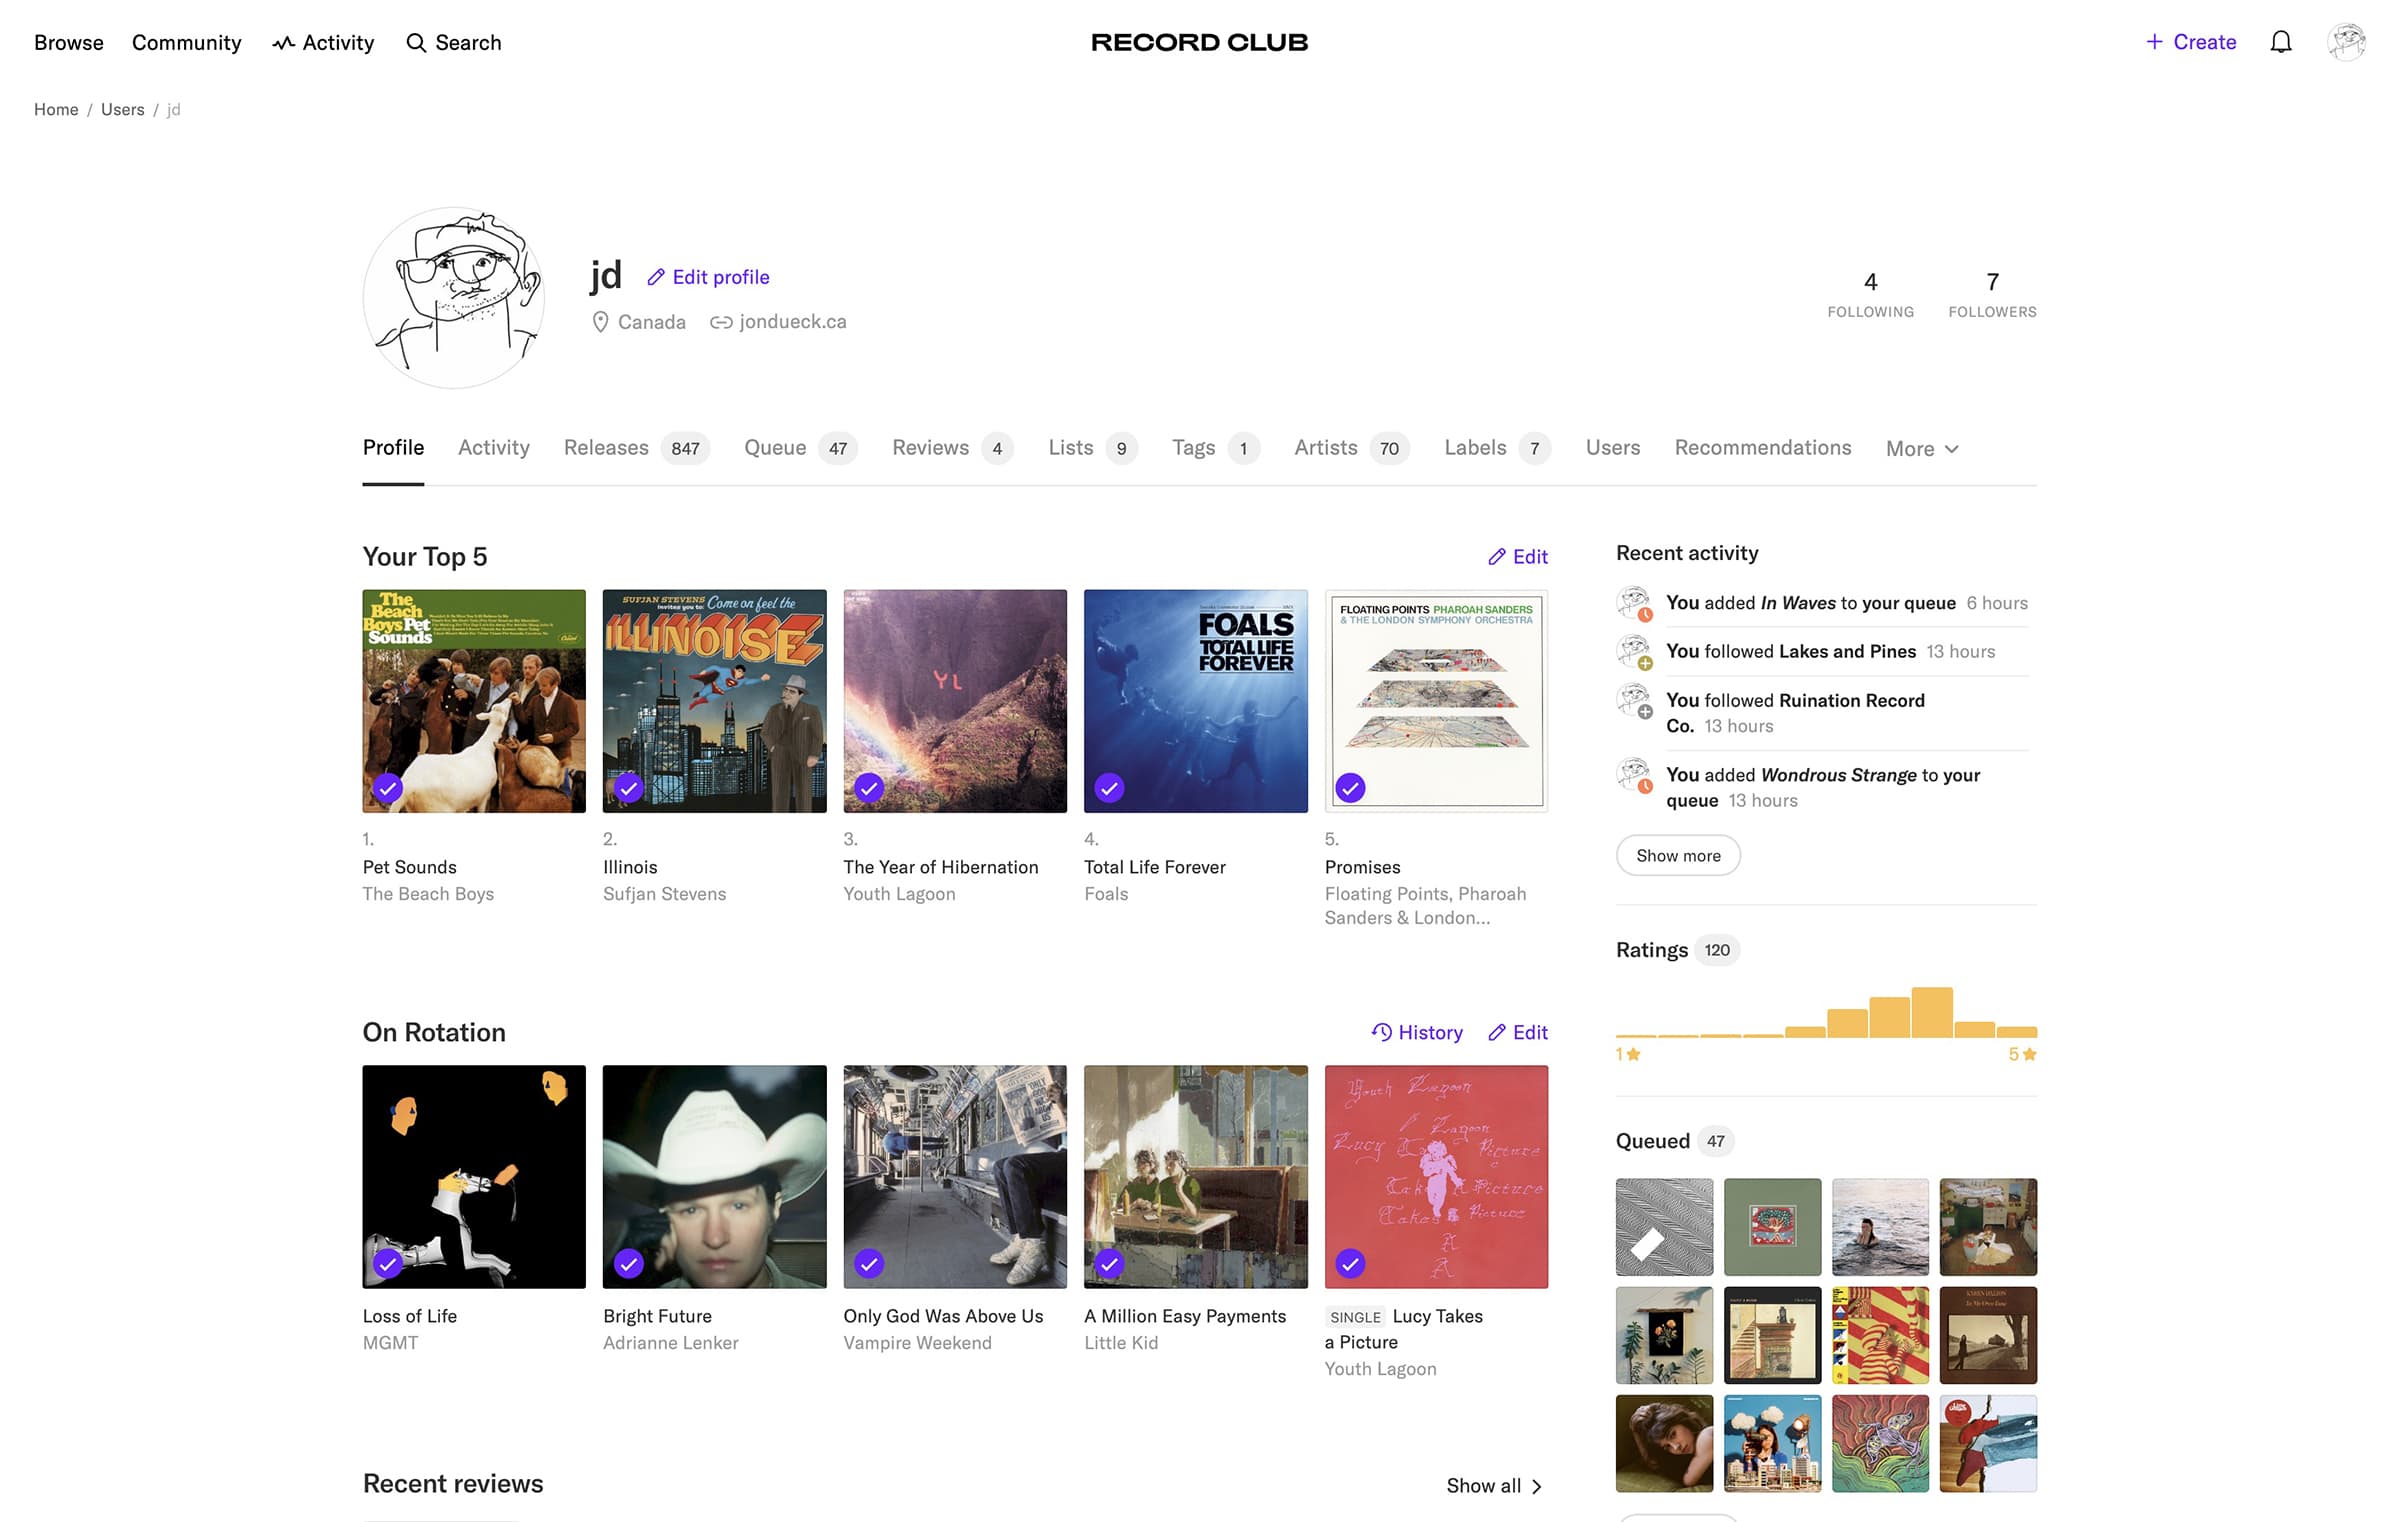 Browse Community Activity Search
RECORD CLUB
+ Create
Home / Users / jd
jd Edit profile
Canada jondueck.ca
4 FOLLOWING
7 FOLLOWERS
Profile Activity Releases 847 Queue 47 Reviews 4 Lists 9 Tags 1 Artists 70 Labels 7 Users Recommendations More
Your Top 5
Edit
The
Beach
Boys Pet
Sounds
SUFJAN STEVENS
Invites you to: Come on feel the
ILLINOISE
YL
FOALS
TOTAL LIFE
FOREVER
FLOATING POINTS PHAROAH SANDERS
& THE LONDON SYMPHONY ORCHESTRA
1.
Pet Sounds
The Beach Boys
2.
Illinois
Sufjan Stevens
3.
The Year of Hibernation
Youth Lagoon
4.
Total Life Forever
Foals
5.
Promises
Floating Points, Pharoah
Sanders & London...
On Rotation
History Edit
Youth Lagoon
Lucy
Picture
Takes
Picture
Takes a Picture
A
A
Loss of Life
MGMT
Bright Future
Adrianne Lenker
Only God Was Above Us
Vampire Weekend
A Million Easy Payments
Little Kid
SINGLE Lucy Takes
a Picture
Youth Lagoon
Recent reviews
Show all
Recent activity
You added In Waves to your queue 6 hours
You followed Lakes and Pines 13 hours
You followed Ruination Record
Co. 13 hours
You added Wondrous Strange to your
queue 13 hours
Show more
Ratings 120
1
5
Queued 47
KAREN DALTON
In My Own Time